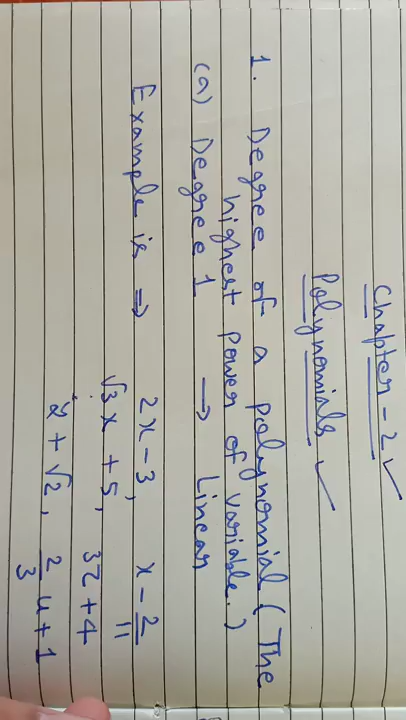 Chapter - 2 ✓
Polynomials ✓
1. Degree of a polynomial (The
highest power of variable.)
(a) Degree 1 → Linear
Example is ⇒ 2x - 3, x - 2/11
√3x + 5, 3z + 4
y + √2, 2/3 u + 1